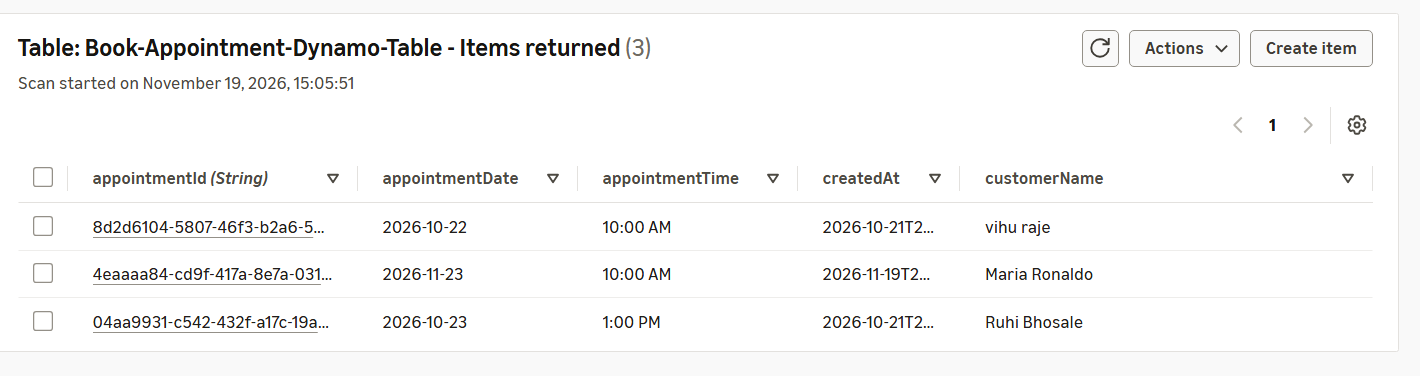 Table: Book-Appointment-Dynamo-Table - Items returned (3)
Actions
Create item
Scan started on November 19, 2026, 15:05:51
1
appointmentId (String) appointmentDate appointmentTime createdAt customerName
8d2d6104-5807-46f3-b2a6-5... 2026-10-22 10:00 AM 2026-10-21T2... vihu raje
4eaaaa84-cd9f-417a-8e7a-031... 2026-11-23 10:00 AM 2026-11-19T2... Maria Ronaldo
04aa9931-c542-432f-a17c-19a... 2026-10-23 1:00 PM 2026-10-21T2... Ruhi Bhosale